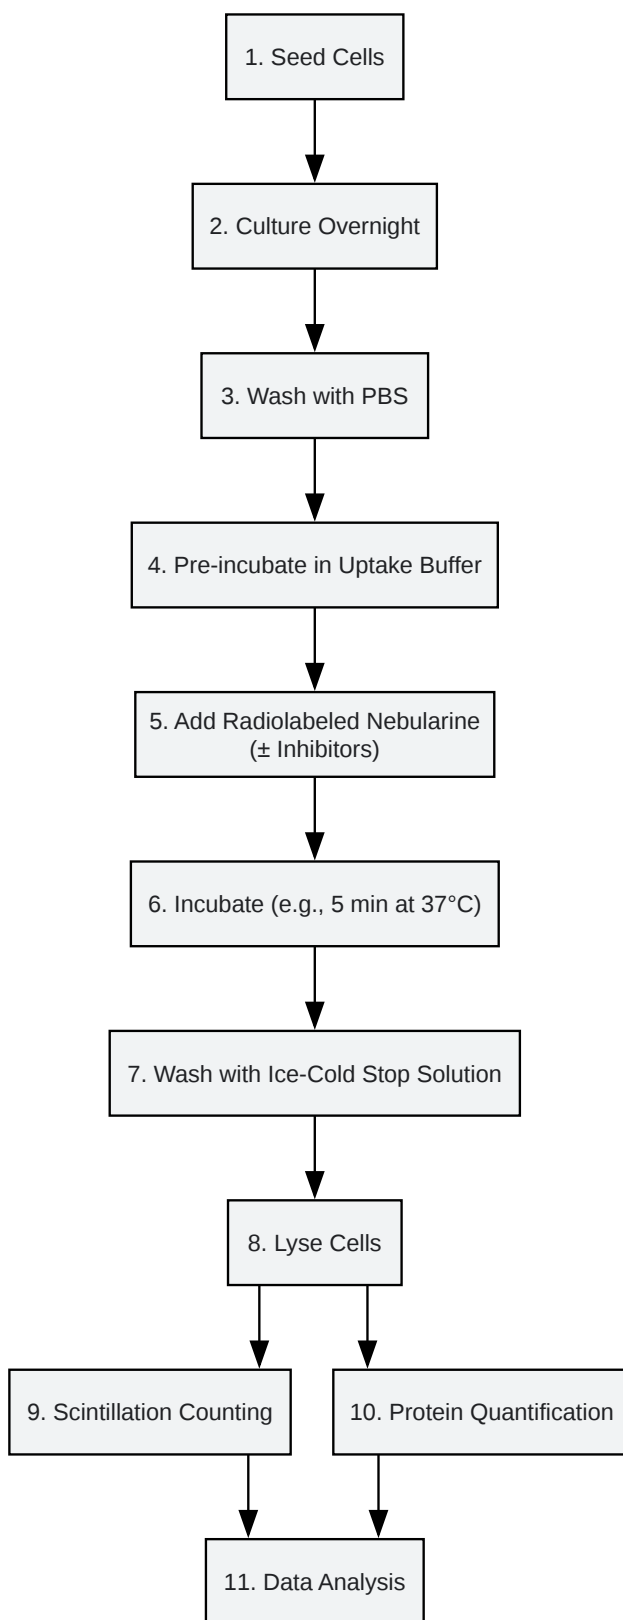 1. Seed Cells
2. Culture Overnight
3. Wash with PBS
4. Pre-incubate in Uptake Buffer
5. Add Radiolabeled Nebularine
(± Inhibitors)
6. Incubate (e.g., 5 min at 37°C)
7. Wash with Ice-Cold Stop Solution
8. Lyse Cells
9. Scintillation Counting
10. Protein Quantification
11. Data Analysis